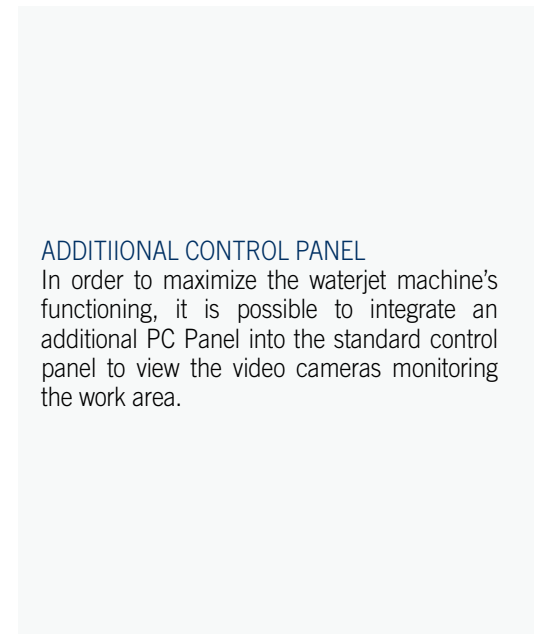 ADDITIIONAL CONTROL PANEL
In order to maximize the waterjet machine’s
functioning, it is possible to integrate an
additional PC Panel into the standard control
panel to view the video cameras monitoring
the work area.